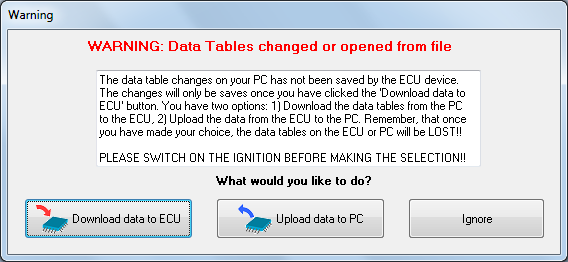 Warning
WARNING: Data Tables changed or opened from file
The data table changes on your PC has not been saved by the ECU device.
The changes will only be saves once you have clicked the 'Download data to
ECU' button. You have two options: 1) Download the data tables from the PC
to the ECU, 2) Upload the data from the ECU to the PC. Remember, that once
you have made your choice, the data tables on the ECU or PC will be LOST!!
PLEASE SWITCH ON THE IGNITION BEFORE MAKING THE SELECTION!!
What would you like to do?
Download data to ECU
Upload data to PC
Ignore